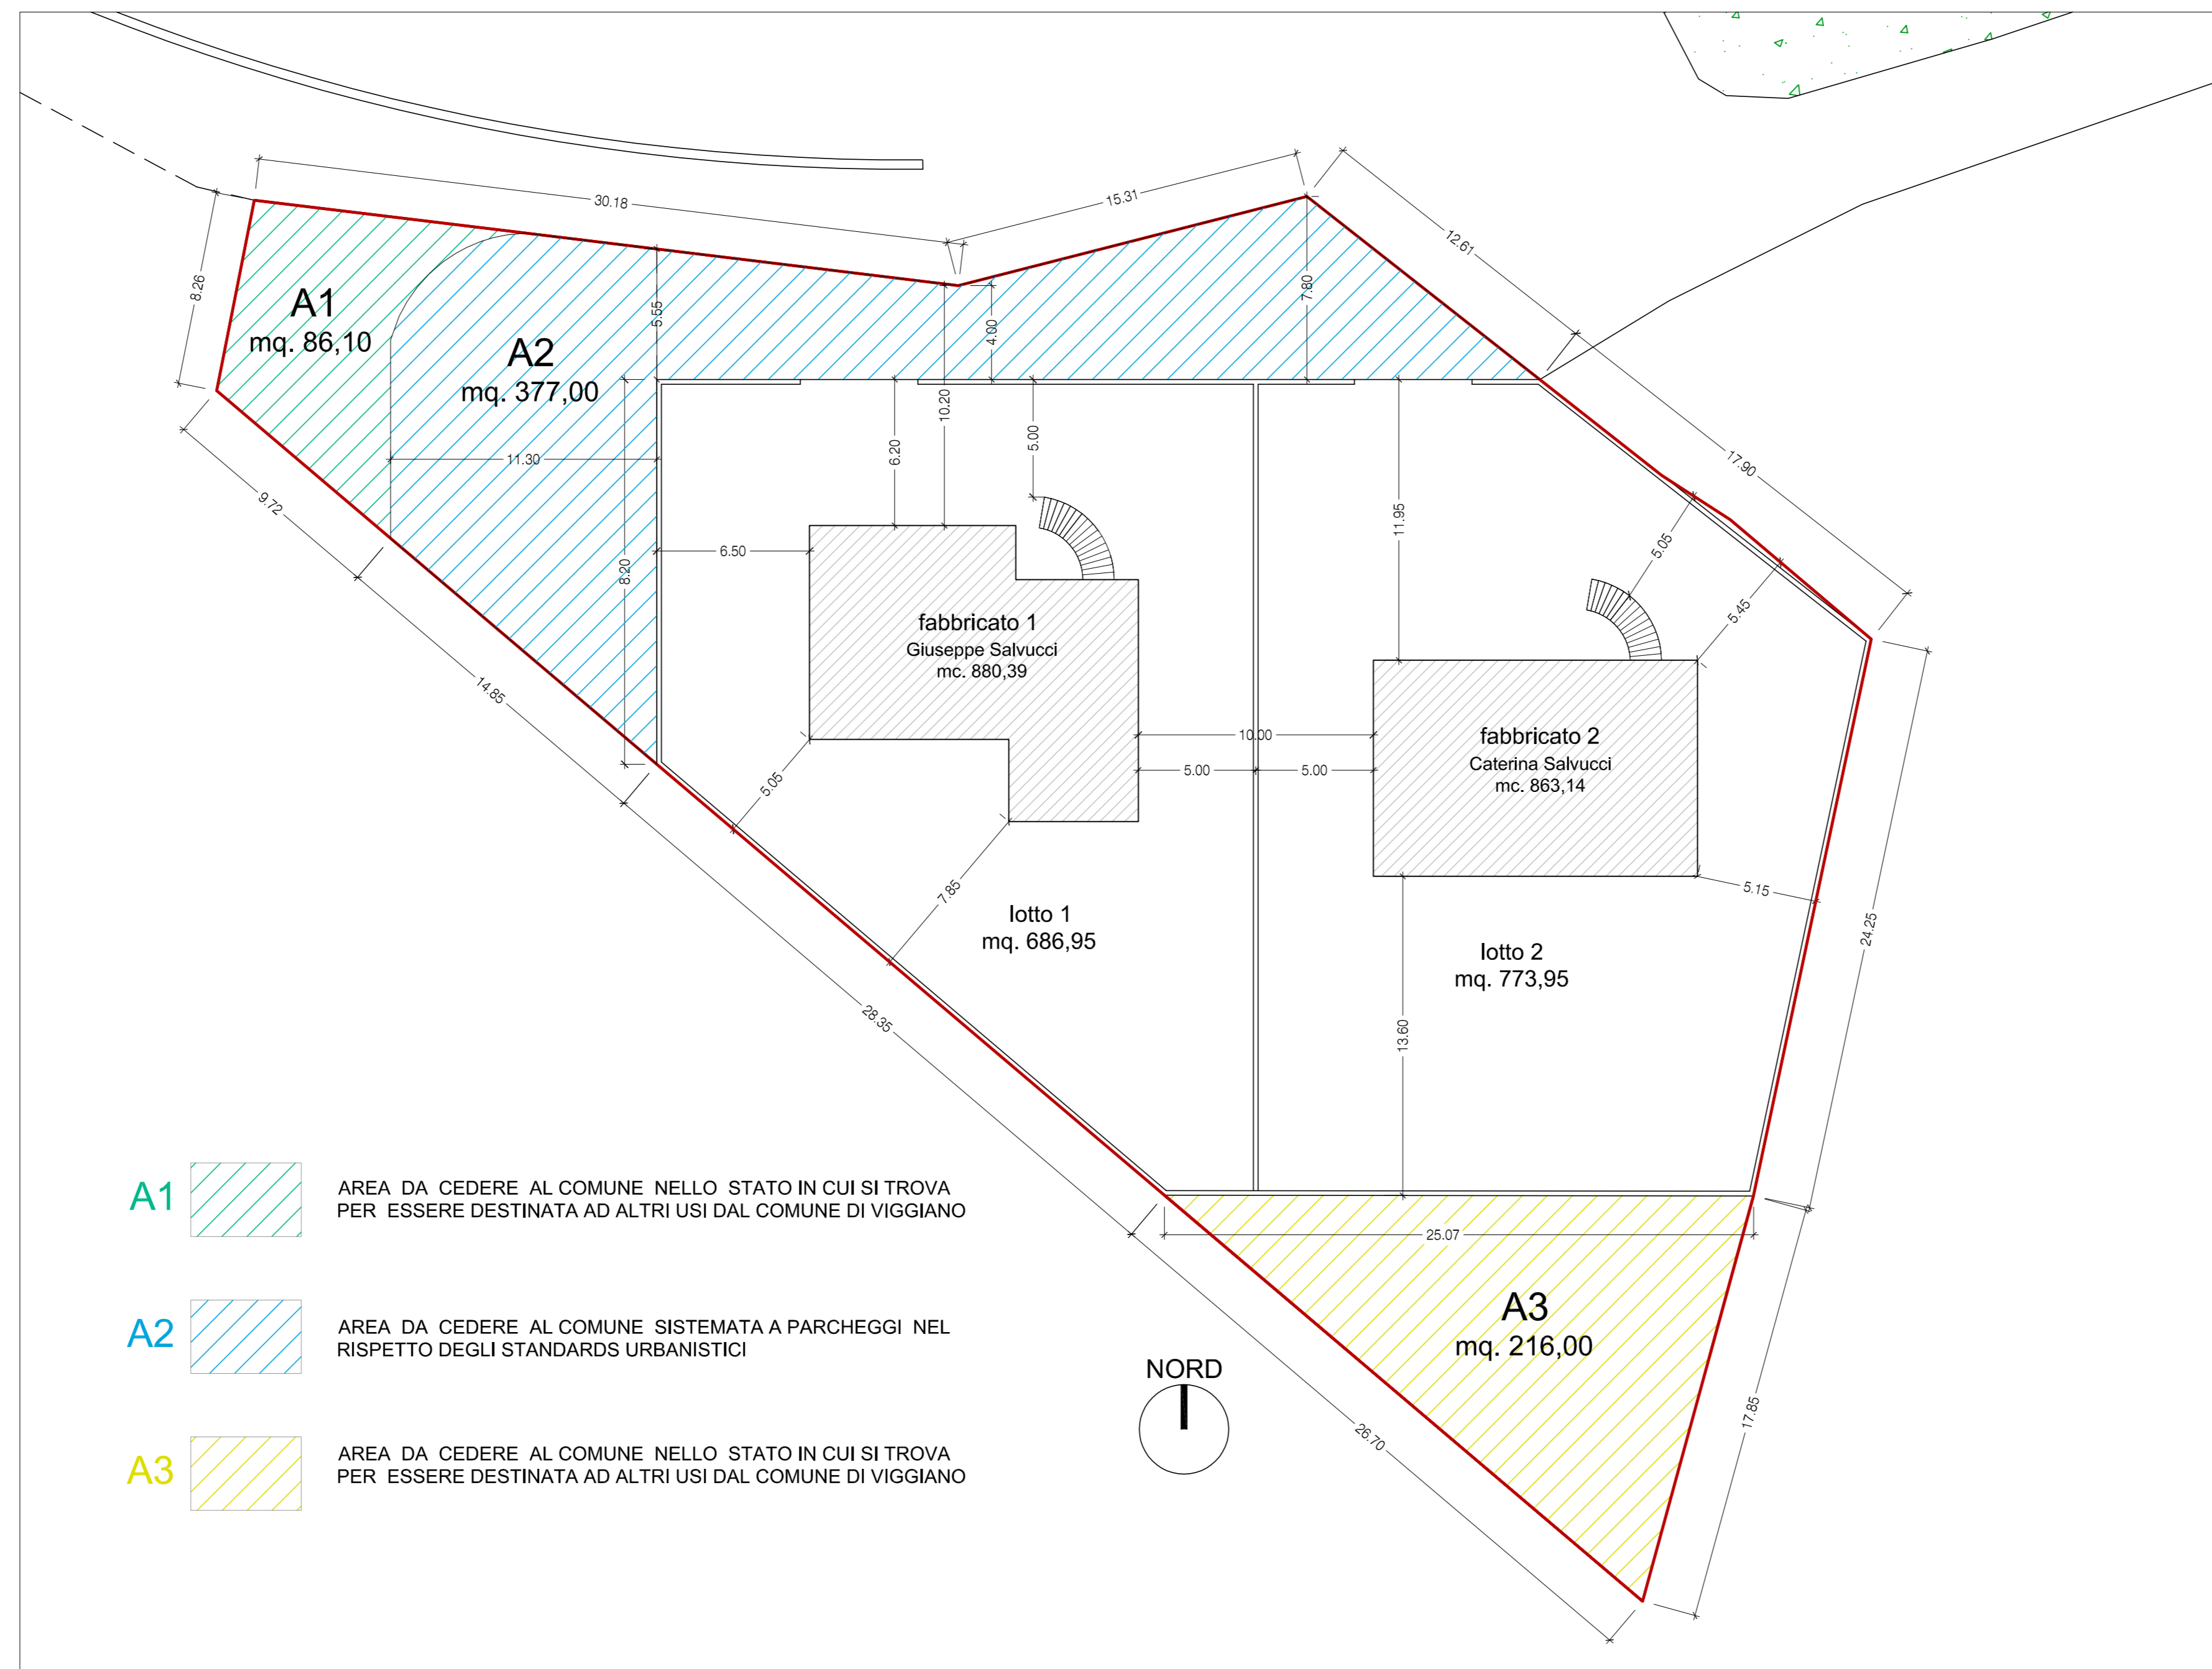 30.18
15.31
12.61
8.26
A1
mq. 86,10
A2
mq. 377,00
5.55
4.00
7.80
10.20
6.20
5.00
11.30
11.95
17.90
9.72
8.20
6.50
5.05
5.45
fabbricato 1
Giuseppe Salvucci
mc. 880,39
14.85
10.00
5.00
5.00
fabbricato 2
Caterina Salvucci
mc. 863,14
5.05
7.85
5.15
24.25
lotto 1
mq. 686,95
lotto 2
mq. 773,95
28.35
13.60
25.07
A3
mq. 216,00
17.85
26.70
NORD
A1
AREA DA CEDERE AL COMUNE NELLO STATO IN CUI SI TROVA
PER ESSERE DESTINATA AD ALTRI USI DAL COMUNE DI VIGGIANO
A2
AREA DA CEDERE AL COMUNE SISTEMATA A PARCHEGGI NEL
RISPETTO DEGLI STANDARDS URBANISTICI
A3
AREA DA CEDERE AL COMUNE NELLO STATO IN CUI SI TROVA
PER ESSERE DESTINATA AD ALTRI USI DAL COMUNE DI VIGGIANO